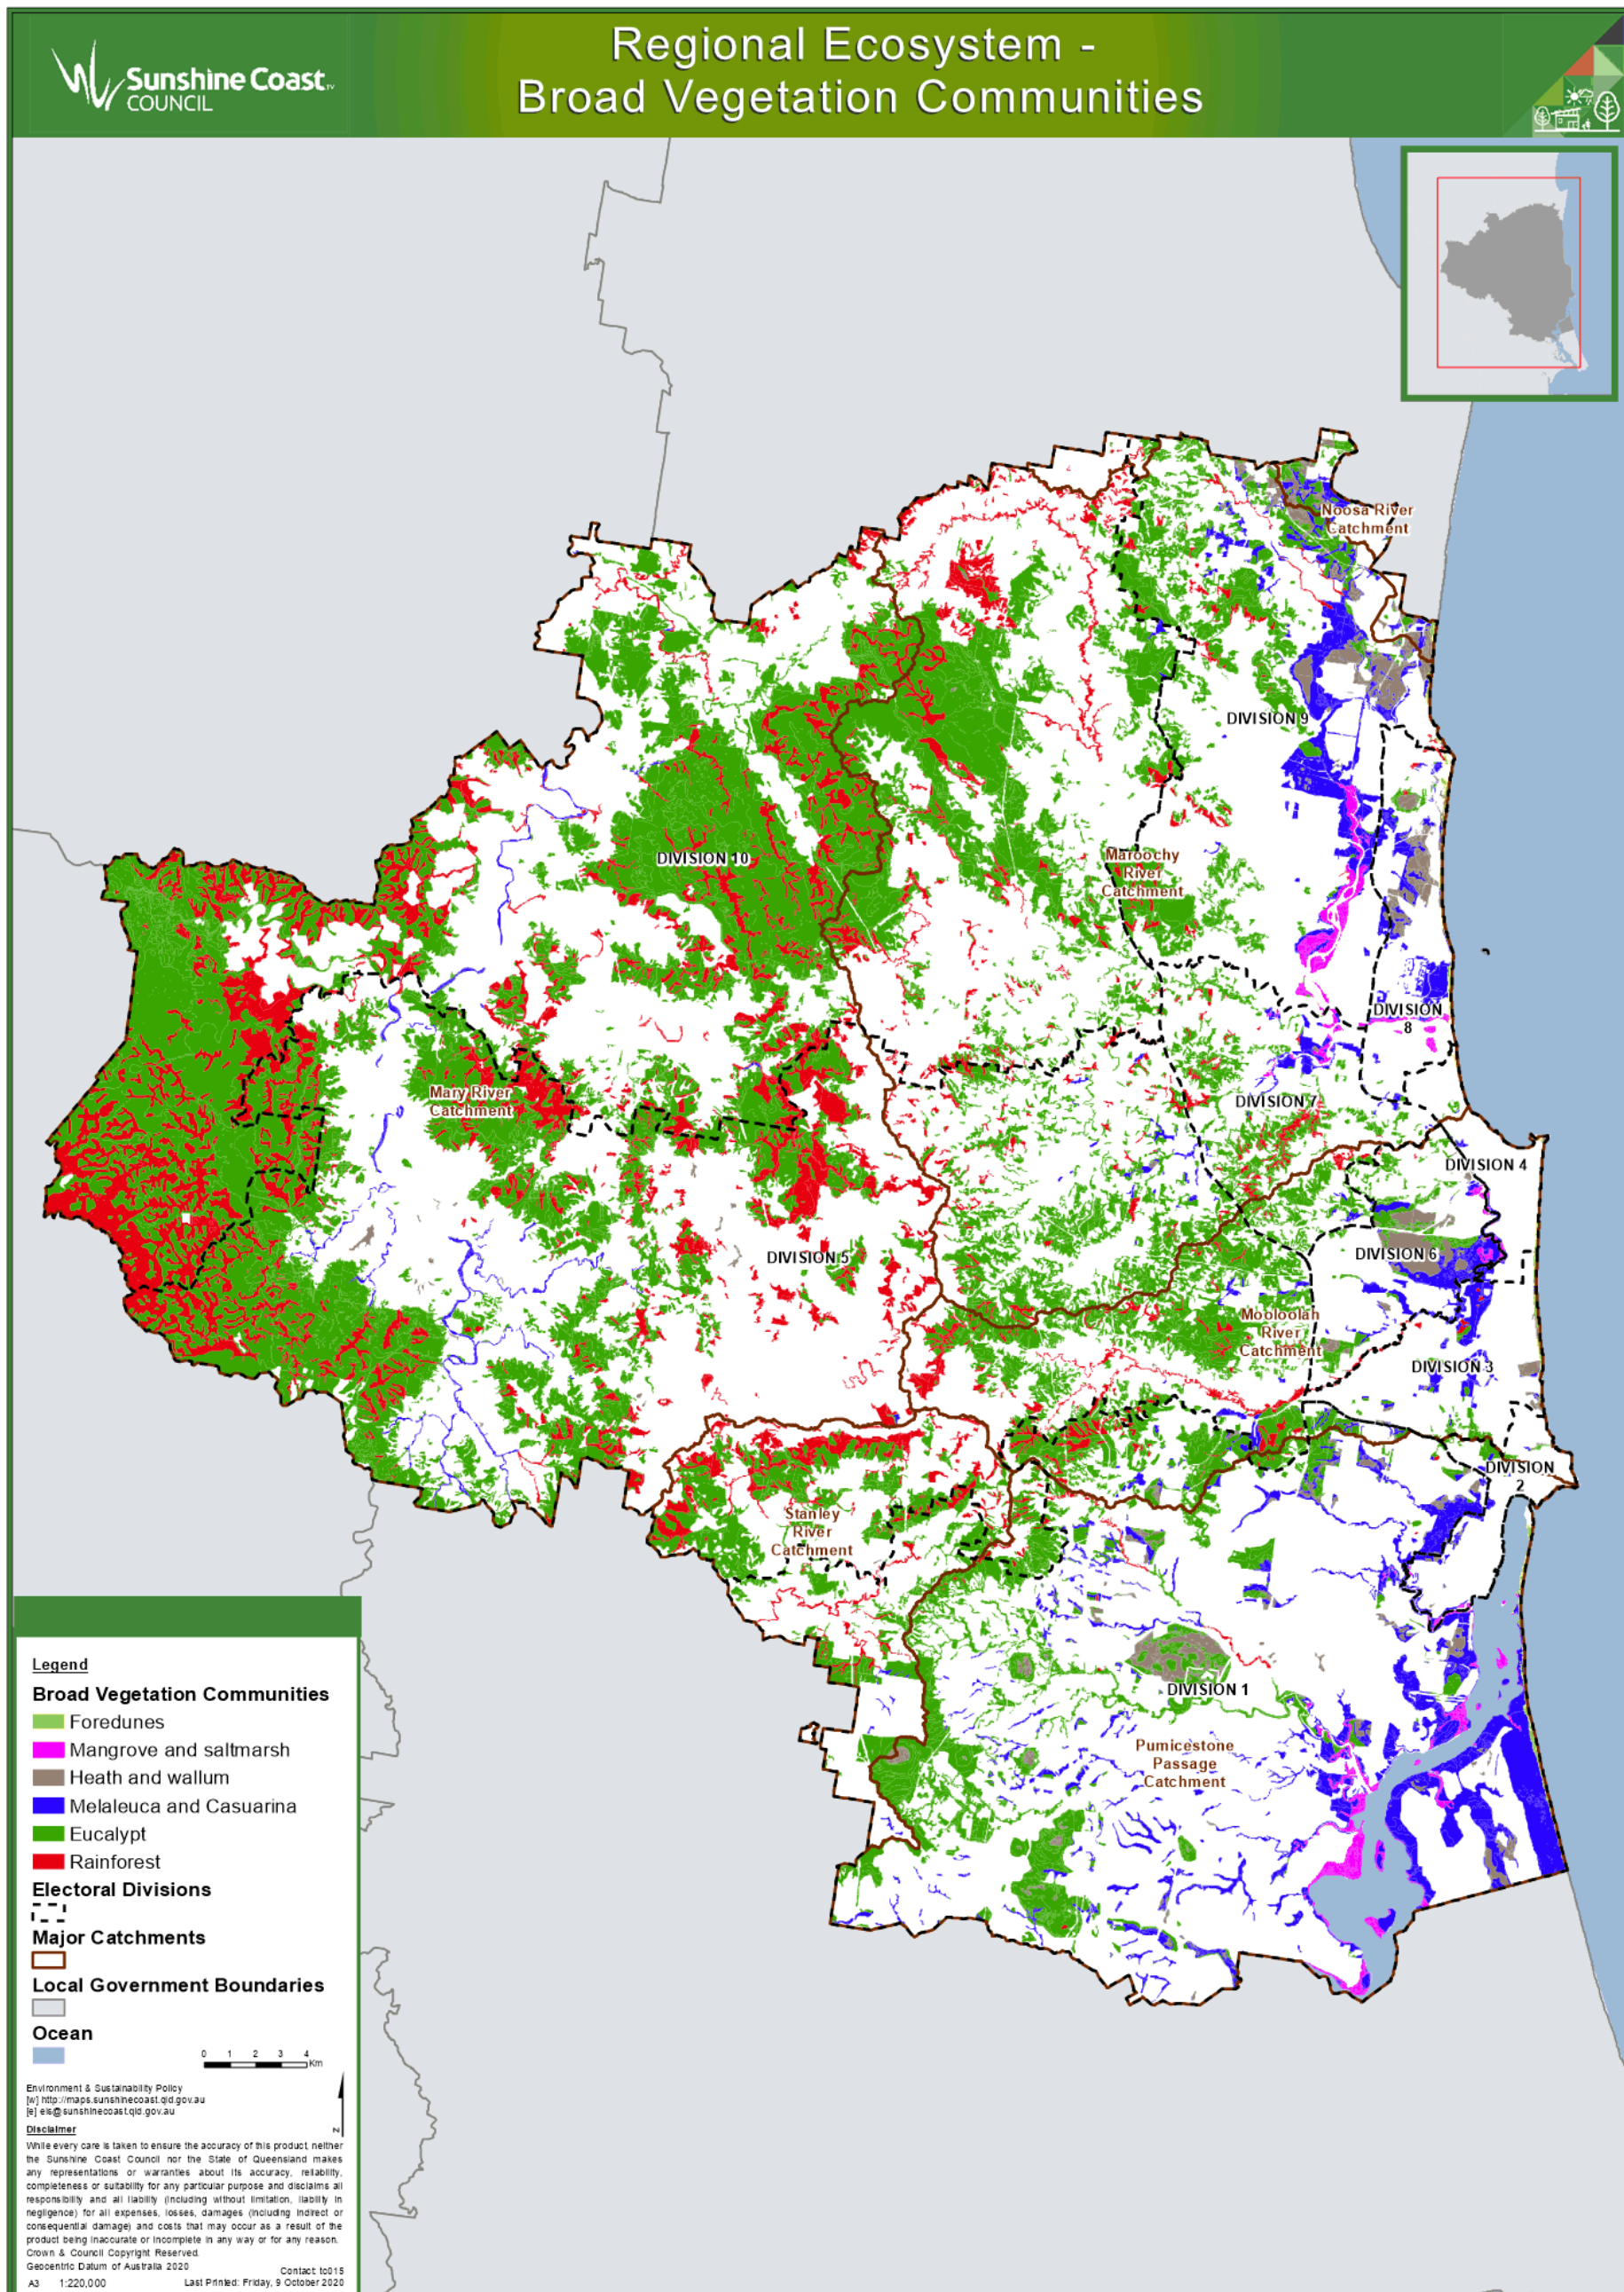 Sunshine Coast™
COUNCIL
Regional Ecosystem -
Broad Vegetation Communities
Noosa River
Catchment
DIVISION 9
DIVISION 10
Maroochy
River
Catchment
DIVISION
8
Mary River
Catchment
DIVISION 7
DIVISION 4
DIVISION 6
DIVISION 5
Mooloolah
River
Catchment
DIVISION 3
DIVISION
2
Stanley
River
Catchment
DIVISION 1
Pumicestone
Passage
Catchment
Legend
Broad Vegetation Communities
Foredunes
Mangrove and saltmarsh
Heath and wallum
Melaleuca and Casuarina
Eucalypt
Rainforest
Electoral Divisions
Major Catchments
Local Government Boundaries
Ocean
0 1 2 3 4
Km
Environment & Sustainability Policy
[w] http://maps.sunshinecoast.qld.gov.au
[e] eis@sunshinecoast.qld.gov.au
N
Disclaimer
While every care is taken to ensure the accuracy of this product, neither
the Sunshine Coast Council nor the State of Queensland makes
any representations or warranties about its accuracy, reliability,
completeness or suitability for any particular purpose and disclaims all
responsibility and all liability (including without limitation, liability in
negligence) for all expenses, losses, damages (including indirect or
consequential damage) and costs that may occur as a result of the
product being inaccurate or incomplete in any way or for any reason.
Crown & Council Copyright Reserved.
Geocentric Datum of Australia 2020
Contact: tc015
A3 1:220,000 Last Printed: Friday, 9 October 2020